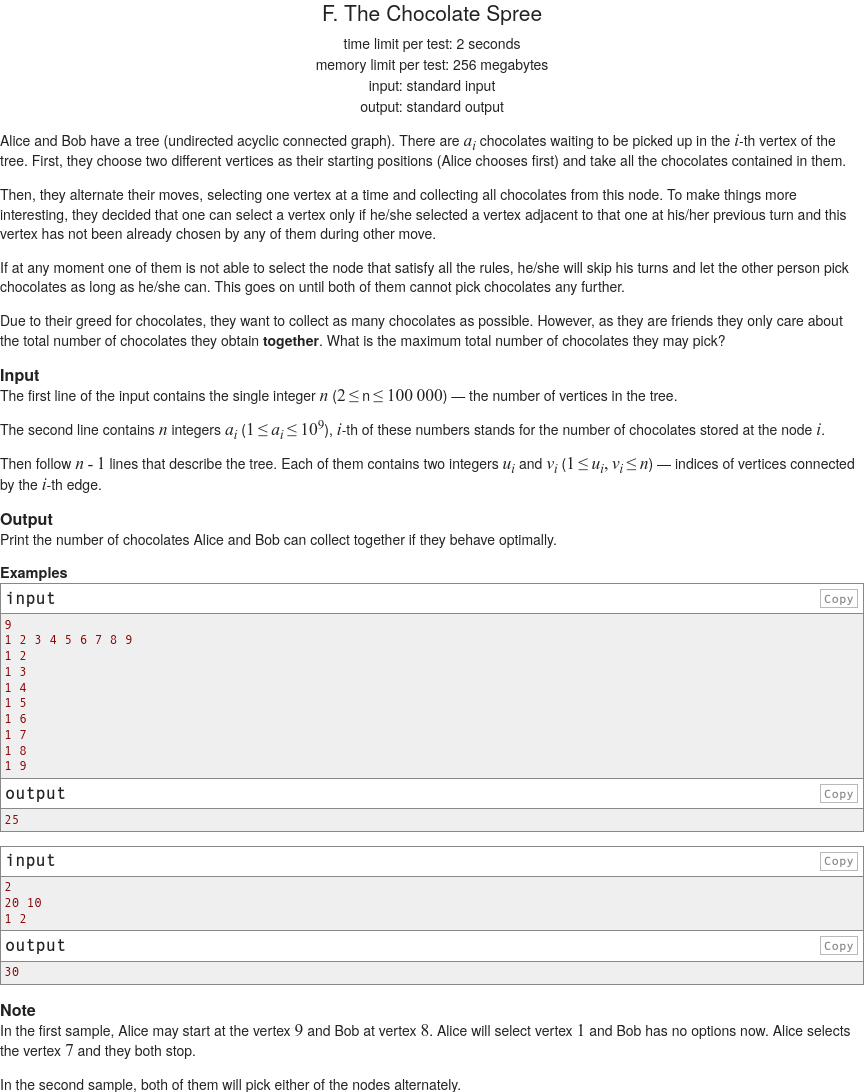 F. The Chocolate Spree
time limit per test: 2 seconds
memory limit per test: 256 megabytes
input: standard input
output: standard output
Alice and Bob have a tree (undirected acyclic connected graph). There are a_i chocolates waiting to be picked up in the i-th vertex of the
tree. First, they choose two different vertices as their starting positions (Alice chooses first) and take all the chocolates contained in them.
Then, they alternate their moves, selecting one vertex at a time and collecting all chocolates from this node. To make things more
interesting, they decided that one can select a vertex only if he/she selected a vertex adjacent to that one at his/her previous turn and this
vertex has not been already chosen by any of them during other move.
If at any moment one of them is not able to select the node that satisfy all the rules, he/she will skip his turns and let the other person pick
chocolates as long as he/she can. This goes on until both of them cannot pick chocolates any further.
Due to their greed for chocolates, they want to collect as many chocolates as possible. However, as they are friends they only care about
the total number of chocolates they obtain together. What is the maximum total number of chocolates they may pick?
Input
The first line of the input contains the single integer n (2 ≤ n ≤ 100 000) — the number of vertices in the tree.
The second line contains n integers a_i (1 ≤ a_i ≤ 10^9), i-th of these numbers stands for the number of chocolates stored at the node i.
Then follow n - 1 lines that describe the tree. Each of them contains two integers u_i and v_i (1 ≤ u_i, v_i ≤ n) — indices of vertices connected
by the i-th edge.
Output
Print the number of chocolates Alice and Bob can collect together if they behave optimally.
Examples
input Copy
9
1 2 3 4 5 6 7 8 9
1 2
1 3
1 4
1 5
1 6
1 7
1 8
1 9
output Copy
25
input Copy
2
20 10
1 2
output Copy
30
Note
In the first sample, Alice may start at the vertex 9 and Bob at vertex 8. Alice will select vertex 1 and Bob has no options now. Alice selects
the vertex 7 and they both stop.
In the second sample, both of them will pick either of the nodes alternately.